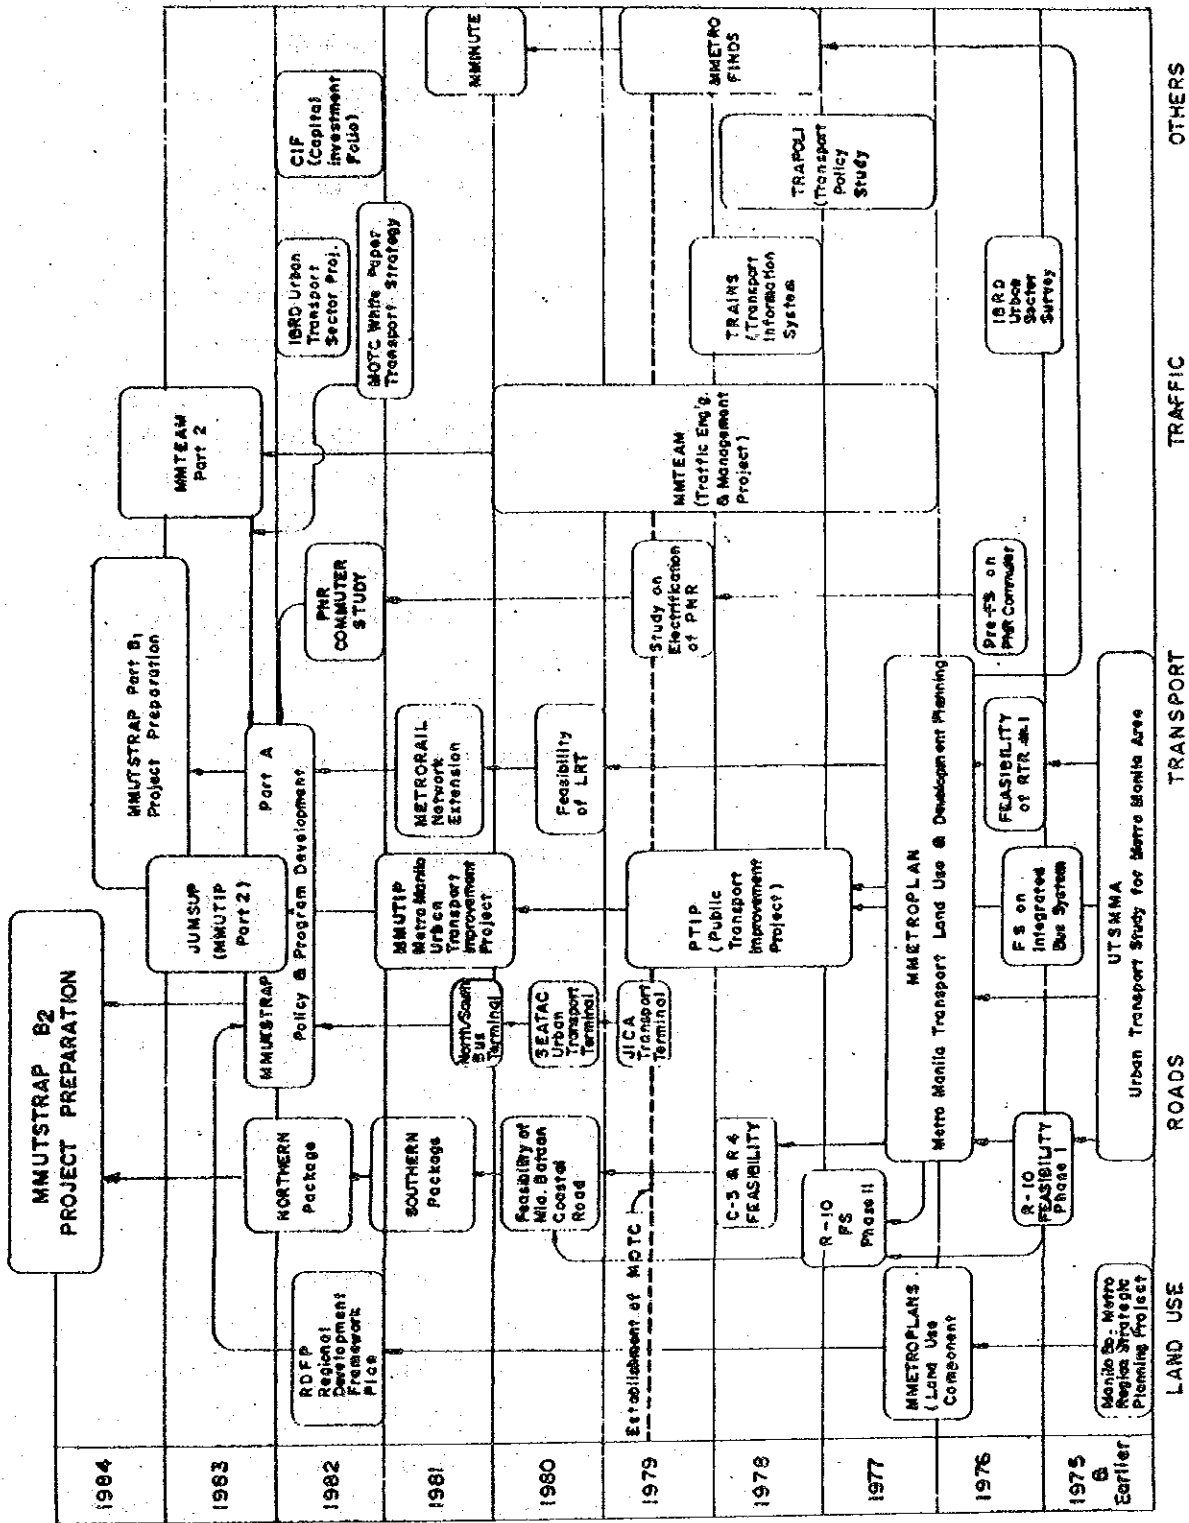 MMUTSTRAP B2
PROJECT PREPARATION
1984
MMUTSTRAP Part B1
Project Preparation
MMTEAM
Part 2
1983
JUMSUP
(MMUTIP
Part 2)
Part A
Policy & Program Development
NORTHERN
Package
1982
RDFP
Regional
Development
Framework
PNR
COMMUTER
STUDY
IBRD Urban
Transport
Sector Proj.
CIF
(Capital
Investment
Folio)
MOTC White Paper
Transport Strategy
1981
SOUTHERN
Package
North/South
Bus
Terminal
MMUTIP
Metro Manila
Urban
Transport
Improvement
Project
METRORAIL
Network
Extension
MMINUTE
1980
Feasibility of
Mla. Bataan
Coastal
Road
SEATAC
Urban
Transport
Terminal
Feasibility
of LRT
1979
Establishment of MOTC
JICA
Transport
Terminal
PTIP
(Public
Transport
Improvement
Project)
Study on
Electrification
of PNR
MMTEAM
(Traffic Eng'g.
& Management
Project)
MMETRO
FINDS
1978
C-3 & R4
FEASIBILITY
TRAINS
(Transport
Information
System
TRAPOLI
(Transport
Policy
Study
1977
R-10
FS
Phase II
MMETROPLANS
(Land Use
Component
MMETROPLAN
Metro Manila Transport Land Use & Development Planning
1976
R-10
FEASIBILITY
Phase I
FS on
Integrated
Bus System
FEASIBILITY
of RTR
Pre-FS on
PNR Commuter
IBRD
Urban
Sector
Survey
1975
&
Earlier
Region Strategic
Planning Project
UTSMMA
Urban Transport Study for Metro Manila Area
LAND USE
ROADS
TRANSPORT
TRAFFIC
OTHERS